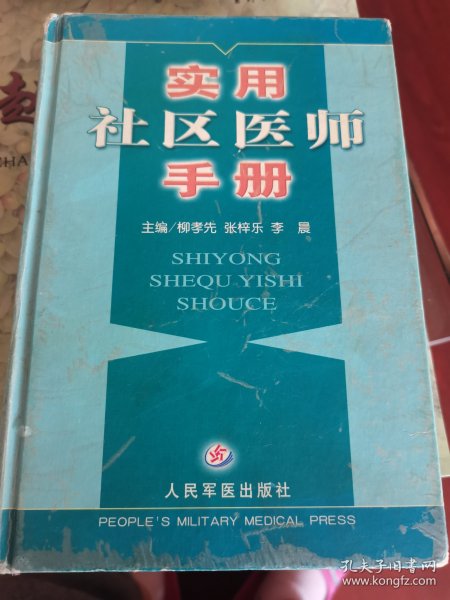 实用
社区医师
手册
主编/柳孝先 张梓乐 李 晨
SHIYONG
SHEQU YISHI
SHOUCE
人民军医出版社
PEOPLE'S MILITARY MEDICAL PRESS
孔夫子旧书网
www.kongfz.com